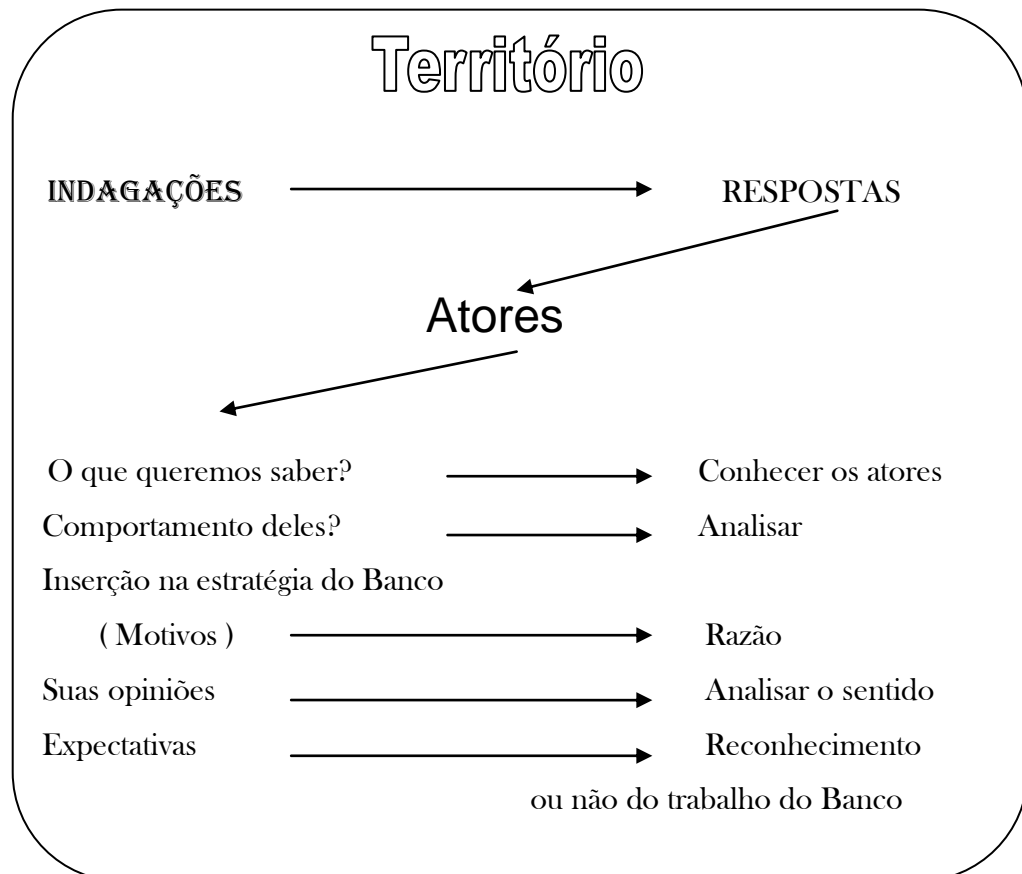 Território
INDAGAÇÕES RESPOSTAS
Atores
O que queremos saber? Conhecer os atores
Comportamento deles? Analisar
Inserção na estratégia do Banco
( Motivos ) Razão
Suas opiniões Analisar o sentido
Expectativas Reconhecimento
ou não do trabalho do Banco